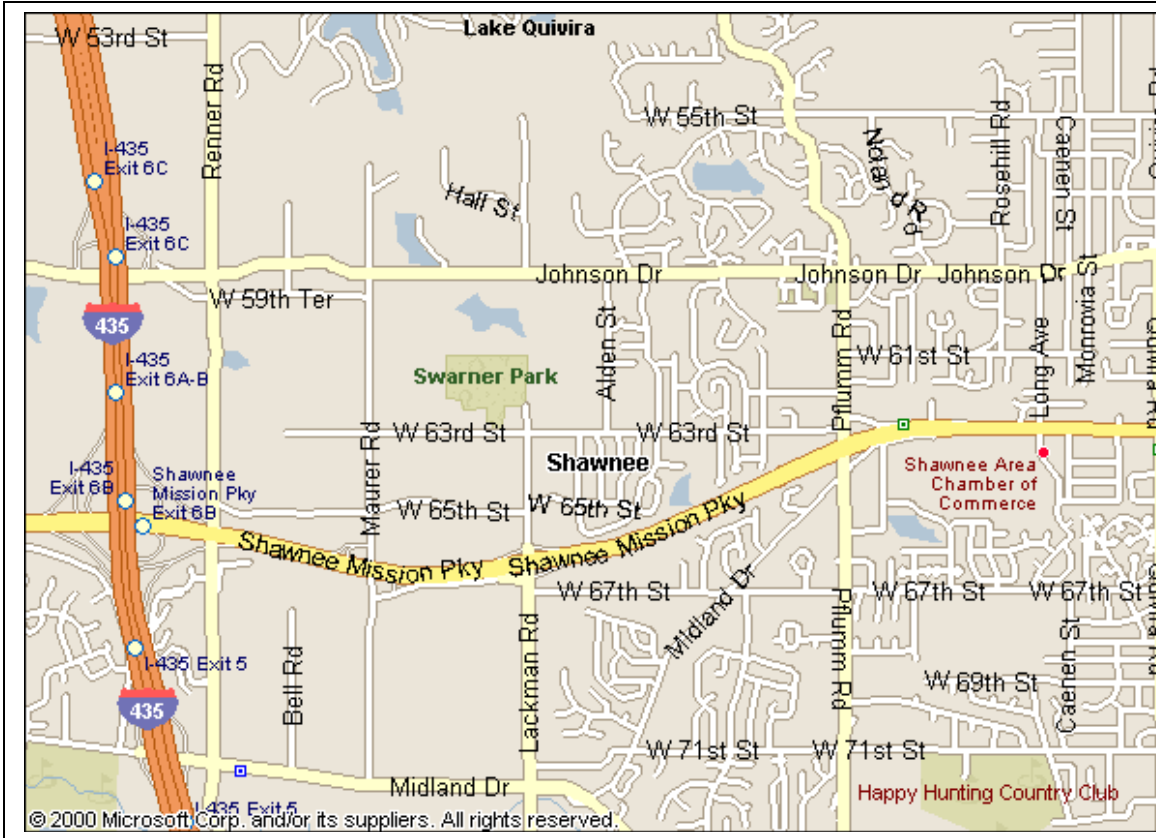 Lake Quivira
W 53rd St
Renner Rd
W 55th St
Rosehill Rd
Caenen St
I-435
Exit 6C
Noland Rd
Hall St
I-435
Exit 6C
Johnson Dr
Johnson Dr
Johnson Dr
W 59th Ter
435
Monrovia St
Alden St
Pflumm Rd
W 61st St
Long Ave
I-435
Exit 6A-B
Swarner Park
Quivira Rd
W 63rd St
W 63rd St
Maurer Rd
Shawnee
Shawnee Area
Chamber of
Commerce
I-435
Exit 6B
Shawnee
Mission Pky
Exit 6B
W 65th St
W 65th St
Shawnee Mission Pky
Shawnee Mission Pky
W 67th St
W 67th St
W 67th St
Midland Dr
Quivira Rd
I-435 Exit 5
Bell Rd
Lackman Rd
Pflumm Rd
W 69th St
Caenen St
435
W 71st St
W 71st St
Midland Dr
Happy Hunting Country Club
I-435 Exit 5
© 2000 Microsoft Corp. and/or its suppliers. All rights reserved.